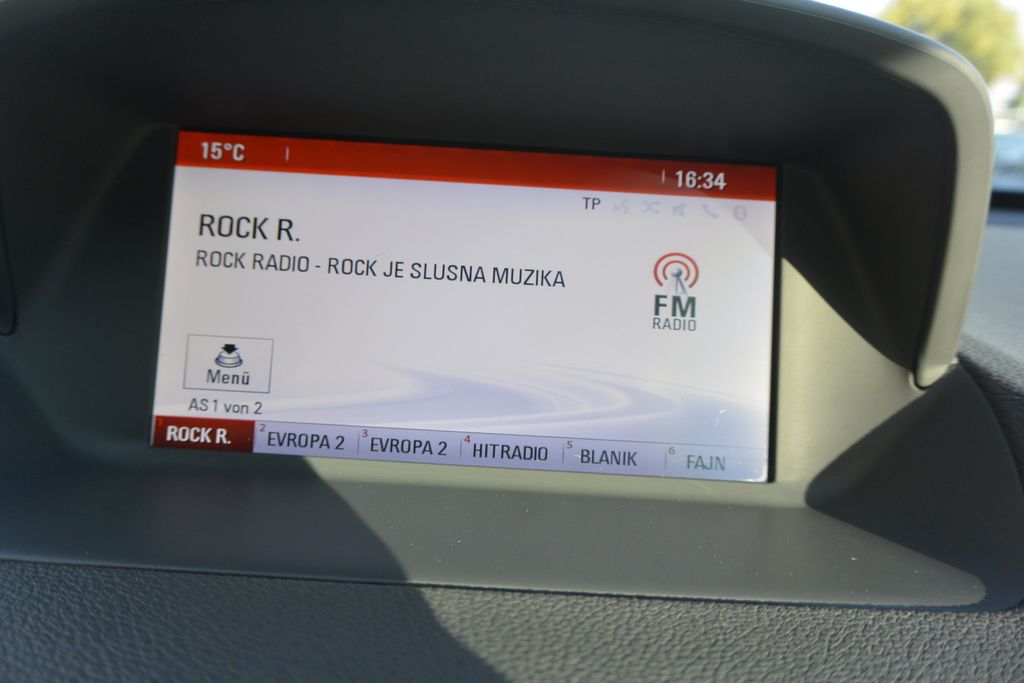 15°C 16:34
TP
ROCK R.
ROCK RADIO - ROCK JE SLUSNA MUZIKA
FM
RADIO
Menü
AS 1 von 2
1 ROCK R. 2 EVROPA 2 3 EVROPA 2 4 HITRADIO 5 BLANIK 6 FAJN